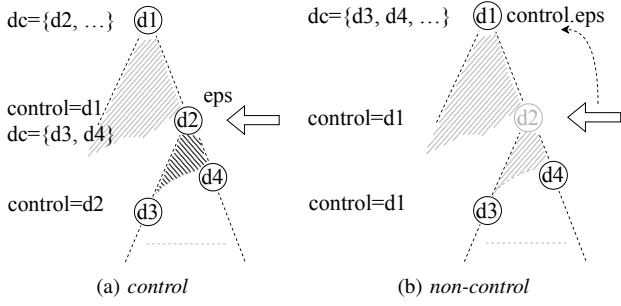 dc={d2, …}
d1
control=d1
dc={d3, d4}
d2
eps
d4
control=d2
d3
(a) control
dc={d3, d4, …}
d1
control.eps
control=d1
d2
d4
control=d1
d3
(b) non-control